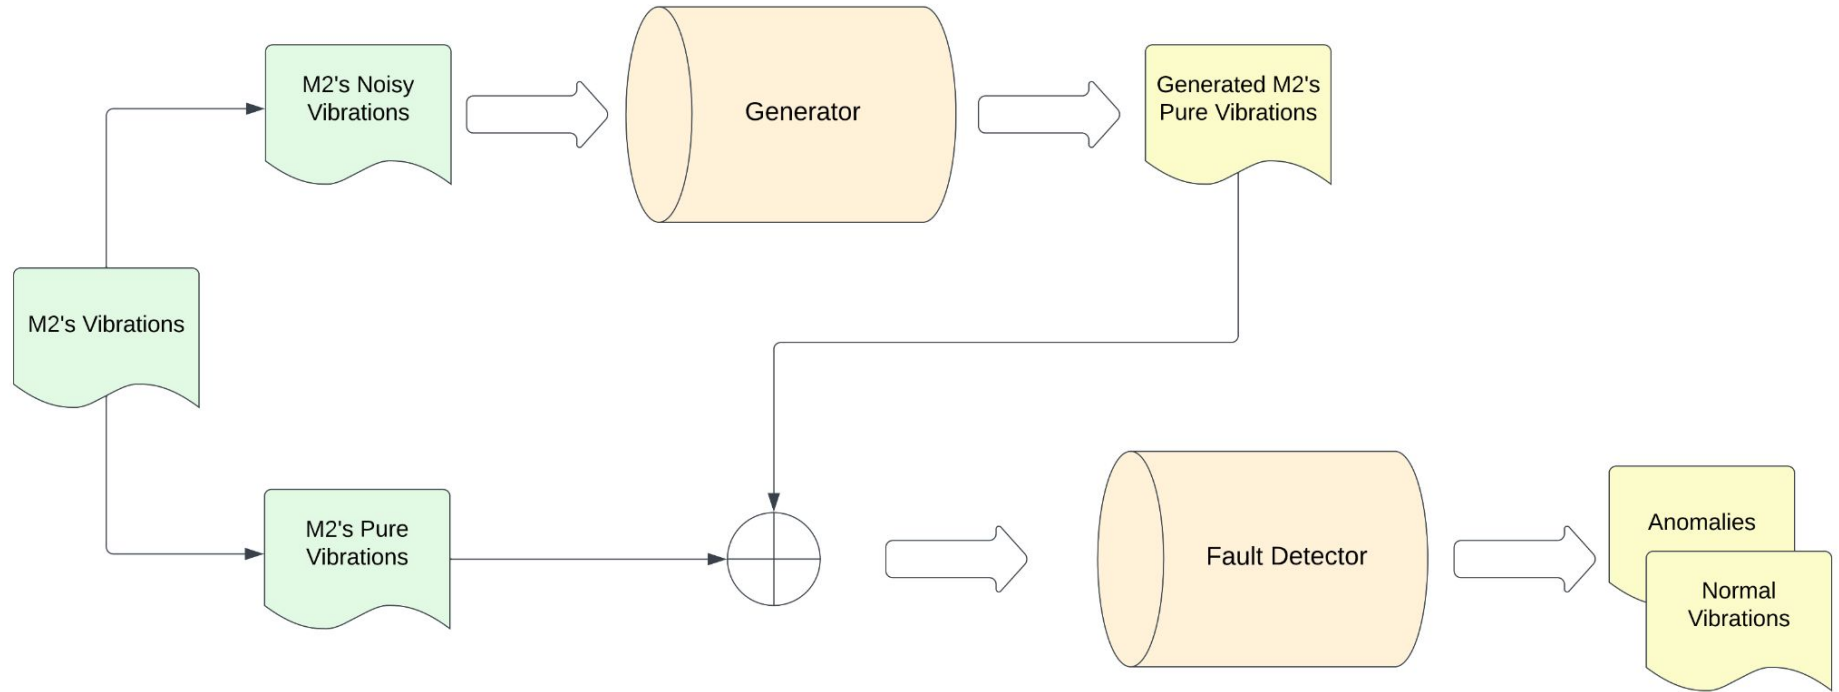 M2's Noisy
Vibrations
Generator
Generated M2's
Pure Vibrations
M2's Vibrations
M2's Pure
Vibrations
Fault Detector
Anomalies
Normal
Vibrations